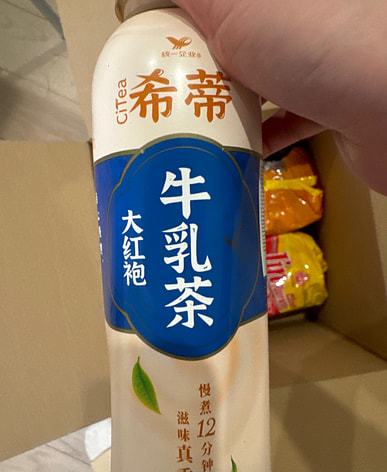 统一企业
CiTea
希蒂
大红袍
牛乳茶
慢煮12分钟
滋味真